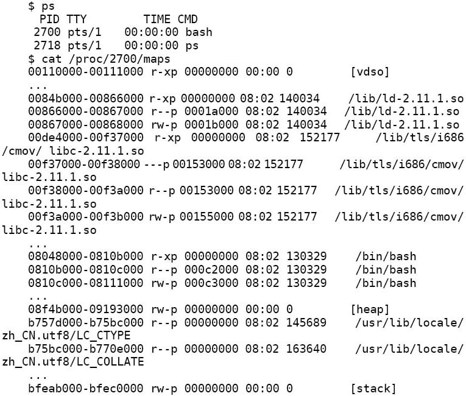 $ ps
PID TTY TIME CMD
2700 pts/1 00:00:00 bash
2718 pts/1 00:00:00 ps
$ cat /proc/2700/maps
00110000-00111000 r-xp 00000000 00:00 0 [vdso]
...
0084b000-00866000 r-xp 00000000 08:02 140034 /lib/ld-2.11.1.so
00866000-00867000 r--p 0001a000 08:02 140034 /lib/ld-2.11.1.so
00867000-00868000 rw-p 0001b000 08:02 140034 /lib/ld-2.11.1.so
00de4000-00f37000 r-xp 00000000 08:02 152177 /lib/tls/i686
/cmov/ libc-2.11.1.so
00f37000-00f38000 ---p 00153000 08:02 152177 /lib/tls/i686/cmov/
libc-2.11.1.so
00f38000-00f3a000 r--p 00153000 08:02 152177 /lib/tls/i686/cmov/
libc-2.11.1.so
00f3a000-00f3b000 rw-p 00155000 08:02 152177 /lib/tls/i686/cmov/
libc-2.11.1.so
...
08048000-0810b000 r-xp 00000000 08:02 130329 /bin/bash
0810b000-0810c000 r--p 000c2000 08:02 130329 /bin/bash
0810c000-08111000 rw-p 000c3000 08:02 130329 /bin/bash
...
08f4b000-09193000 rw-p 00000000 00:00 0 [heap]
b757d000-b75bc000 r--p 00000000 08:02 145689 /usr/lib/locale/
zh_CN.utf8/LC_CTYPE
b75bc000-b770e000 r--p 00000000 08:02 163640 /usr/lib/locale/
zh_CN.utf8/LC_COLLATE
...
bfeab000-bfec0000 rw-p 00000000 00:00 0 [stack]